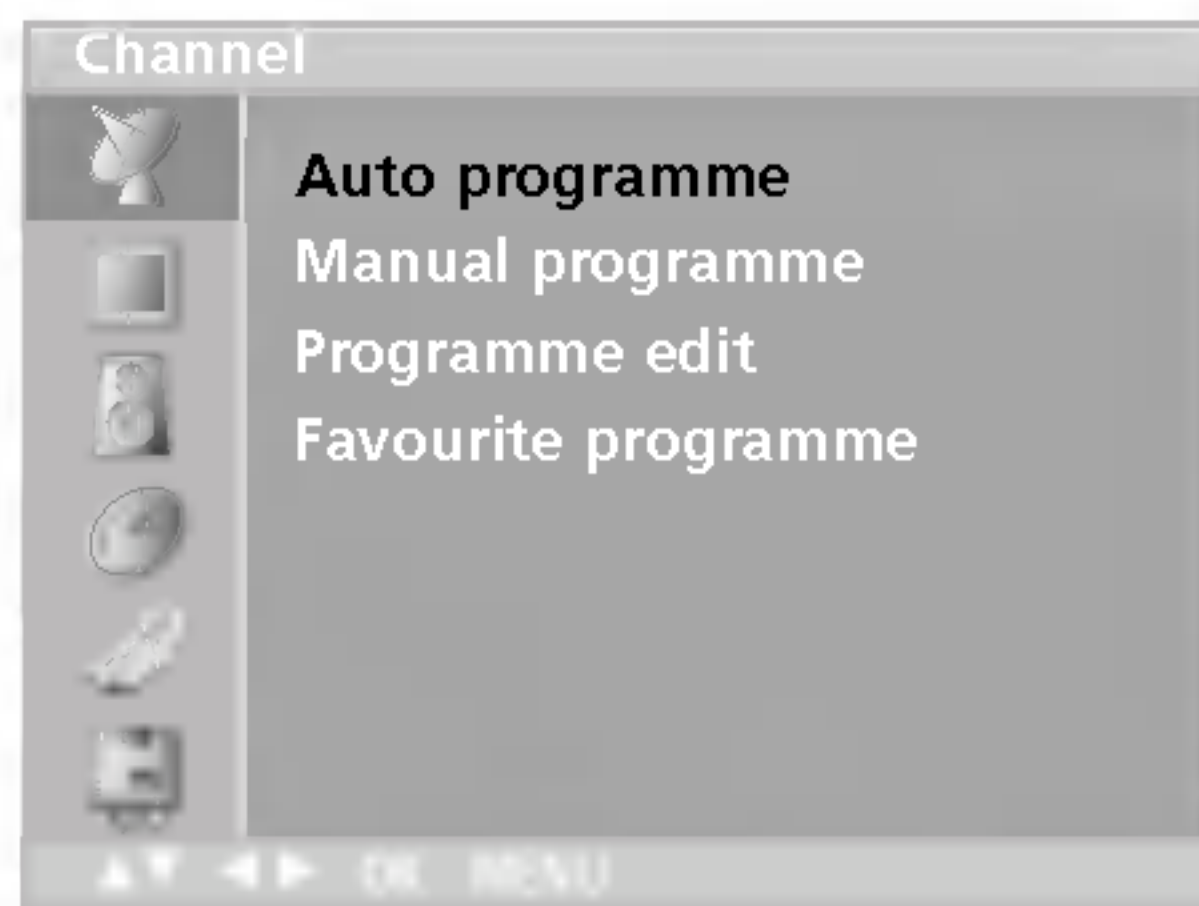 Channel
Auto programme
Manual programme
Programme edit
Favourite programme
▲▼ ◀ ▶ OK MENU